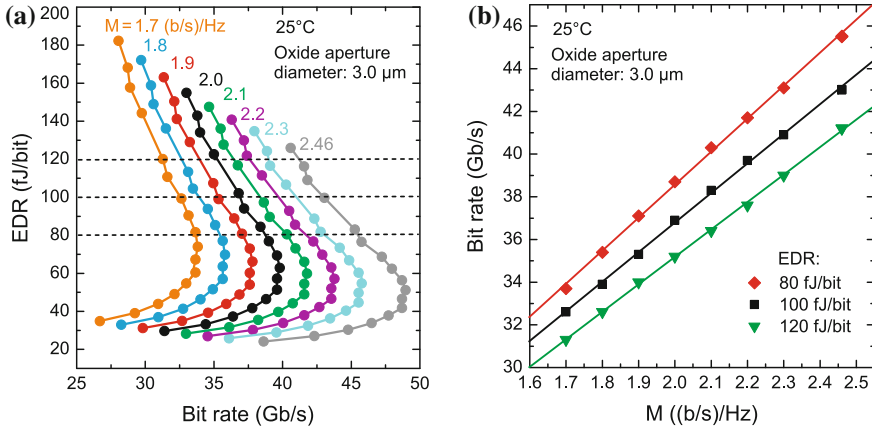 (a)
M = 1.7 (b/s)/Hz
1.8
1.9
2.0
2.1
2.2
2.3
2.46
25°C
Oxide aperture
diameter: 3.0 µm
EDR (fJ/bit)
200
180
160
140
120
100
80
60
40
20
25 30 35 40 45 50
Bit rate (Gb/s)
(b)
25°C
Oxide aperture
diameter: 3.0 µm
Bit rate (Gb/s)
46
44
42
40
38
36
34
32
30
EDR:
80 fJ/bit
100 fJ/bit
120 fJ/bit
1.6 1.7 1.8 1.9 2.0 2.1 2.2 2.3 2.4 2.5
M ((b/s)/Hz)